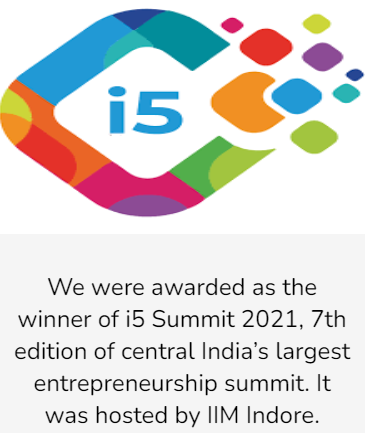 i5
We were awarded as the
winner of i5 Summit 2021, 7th
edition of central India's largest
entrepreneurship summit. It
was hosted by IIM Indore.